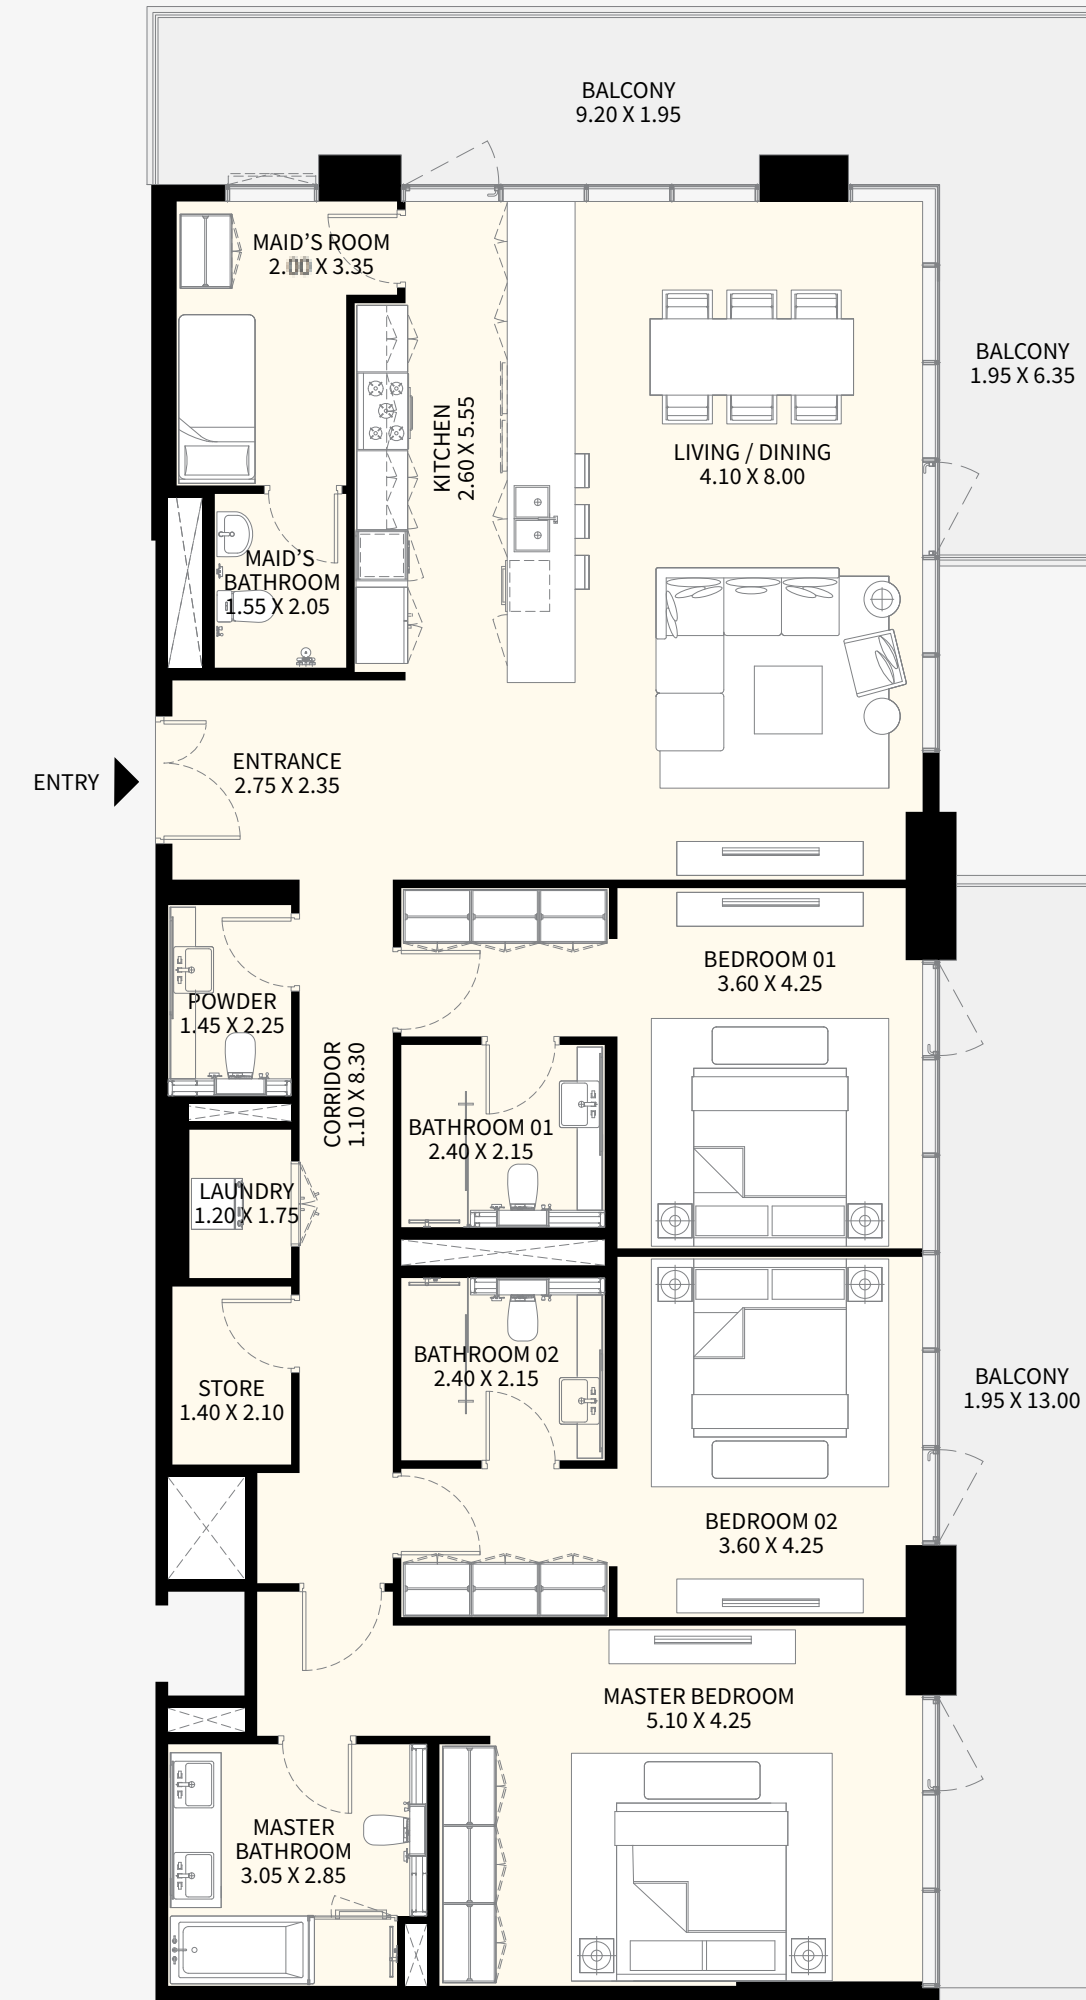 BALCONY
9.20 X 1.95
MAID’S ROOM
X 3.35
BALCONY
1.95 X 6.35
KITCHEN
2.60 X 5.55
LIVING / DINING
4.10 X 8.00
MAID’S
BATHROOM
1.55 X 2.05
ENTRY
ENTRANCE
2.75 X 2.35
BEDROOM 01
3.60 X 4.25
POWDER
1.45 X 2.25
CORRIDOR
1.10 X 8.30
BATHROOM 01
2.40 X 2.15
LAUNDRY
1.20 X 1.75
BATHROOM 02
2.40 X 2.15
STORE
1.40 X 2.10
BALCONY
1.95 X 13.00
BEDROOM 02
3.60 X 4.25
MASTER BEDROOM
5.10 X 4.25
MASTER
BATHROOM
3.05 X 2.85